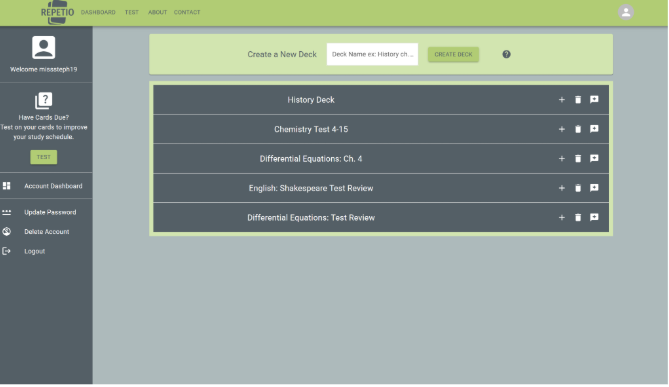 REPETIO DASHBOARD TEST ABOUT CONTACT
Welcome missteph19
?
Have Cards Due?
Test on your cards to improve
your study schedule.
TEST
Account Dashboard
Update Password
Delete Account
Logout
Create a New Deck Deck Name ex: History ch... CREATE DECK ?
History Deck
Chemistry Test 4-15
Differential Equations: Ch. 4
English: Shakespeare Test Review
Differential Equations: Test Review